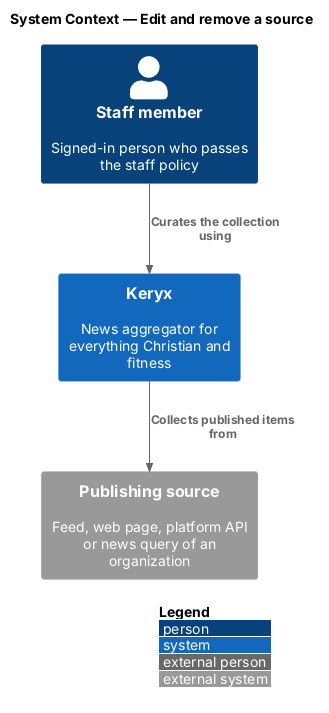 System Context — Edit and remove a source
Staff member
Signed-in person who passes
the staff policy
Curates the collection
using
Keryx
News aggregator for
everything Christian and
fitness
Collects published items
from
Publishing source
Feed, web page, platform API
or news query of an
organization
Legend
person
system
external person
external system